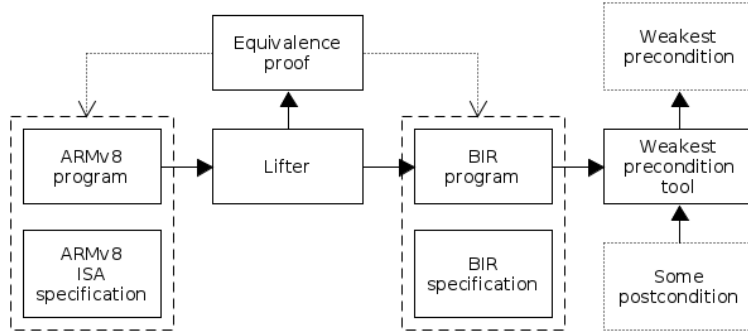 Equivalence
proof
Weakest
precondition
ARMv8
program
Lifter
BIR
program
Weakest
precondition
tool
ARMv8
ISA
specification
BIR
specification
Some
postcondition